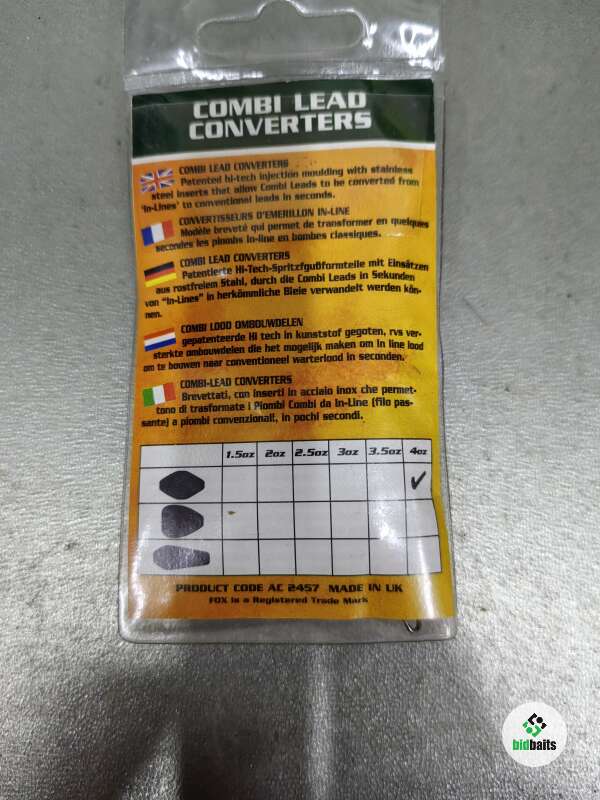 COMBI LEAD
CONVERTERS
COMBI LEAD CONVERTERS
Patented hi-tech injection moulding with stainless
steel inserts that allow Combi Leads to be converted from
'In-Lines' to conventional leads in seconds.
CONVERTISSEURS D'EMERILLON IN-LINE
Modèle breveté qui permet de transformer en quelques
secondes les plombs in-line en bombes classiques.
COMBI LEAD CONVERTERS
Patentierte Hi-Tech-Spritzgußformteile mit Einsätzen
aus rostfreiem Stahl, durch die Combi Leads in Sekunden
von "In-Lines" in herkömmliche Bleie verwandelt werden kön-
nen.
COMBI LOOD OMBOUWDELEN
gepatenteerde Hi tech in kunststof gegoten, rvs ver-
sterkte ombouwdelen die het mogelijk maken om in line lood
om te bouwen naar conventioneel warterlood in seconden.
COMBI-LEAD CONVERTERS
Brevettati, con inserti in acciaio inox che permet-
tono di trasformate i Piombi Combi da In-Line (filo pas-
sante) a piombi convenzionali, in pochi secondi.
1.5oz 2oz 2.5oz 3oz 3.5oz 4oz
✓
PRODUCT CODE AC 2457 MADE IN UK
FOX is a Registered Trade Mark
bidbaits